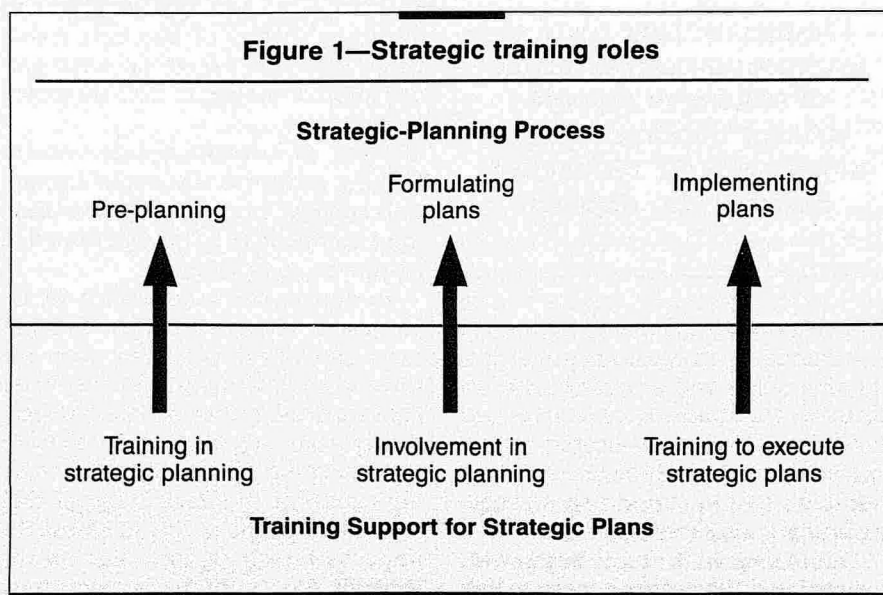 Figure 1—Strategic training roles
Strategic-Planning Process
Pre-planning
Formulating
plans
Implementing
plans
Training in
strategic planning
Involvement in
strategic planning
Training to execute
strategic plans
Training Support for Strategic Plans